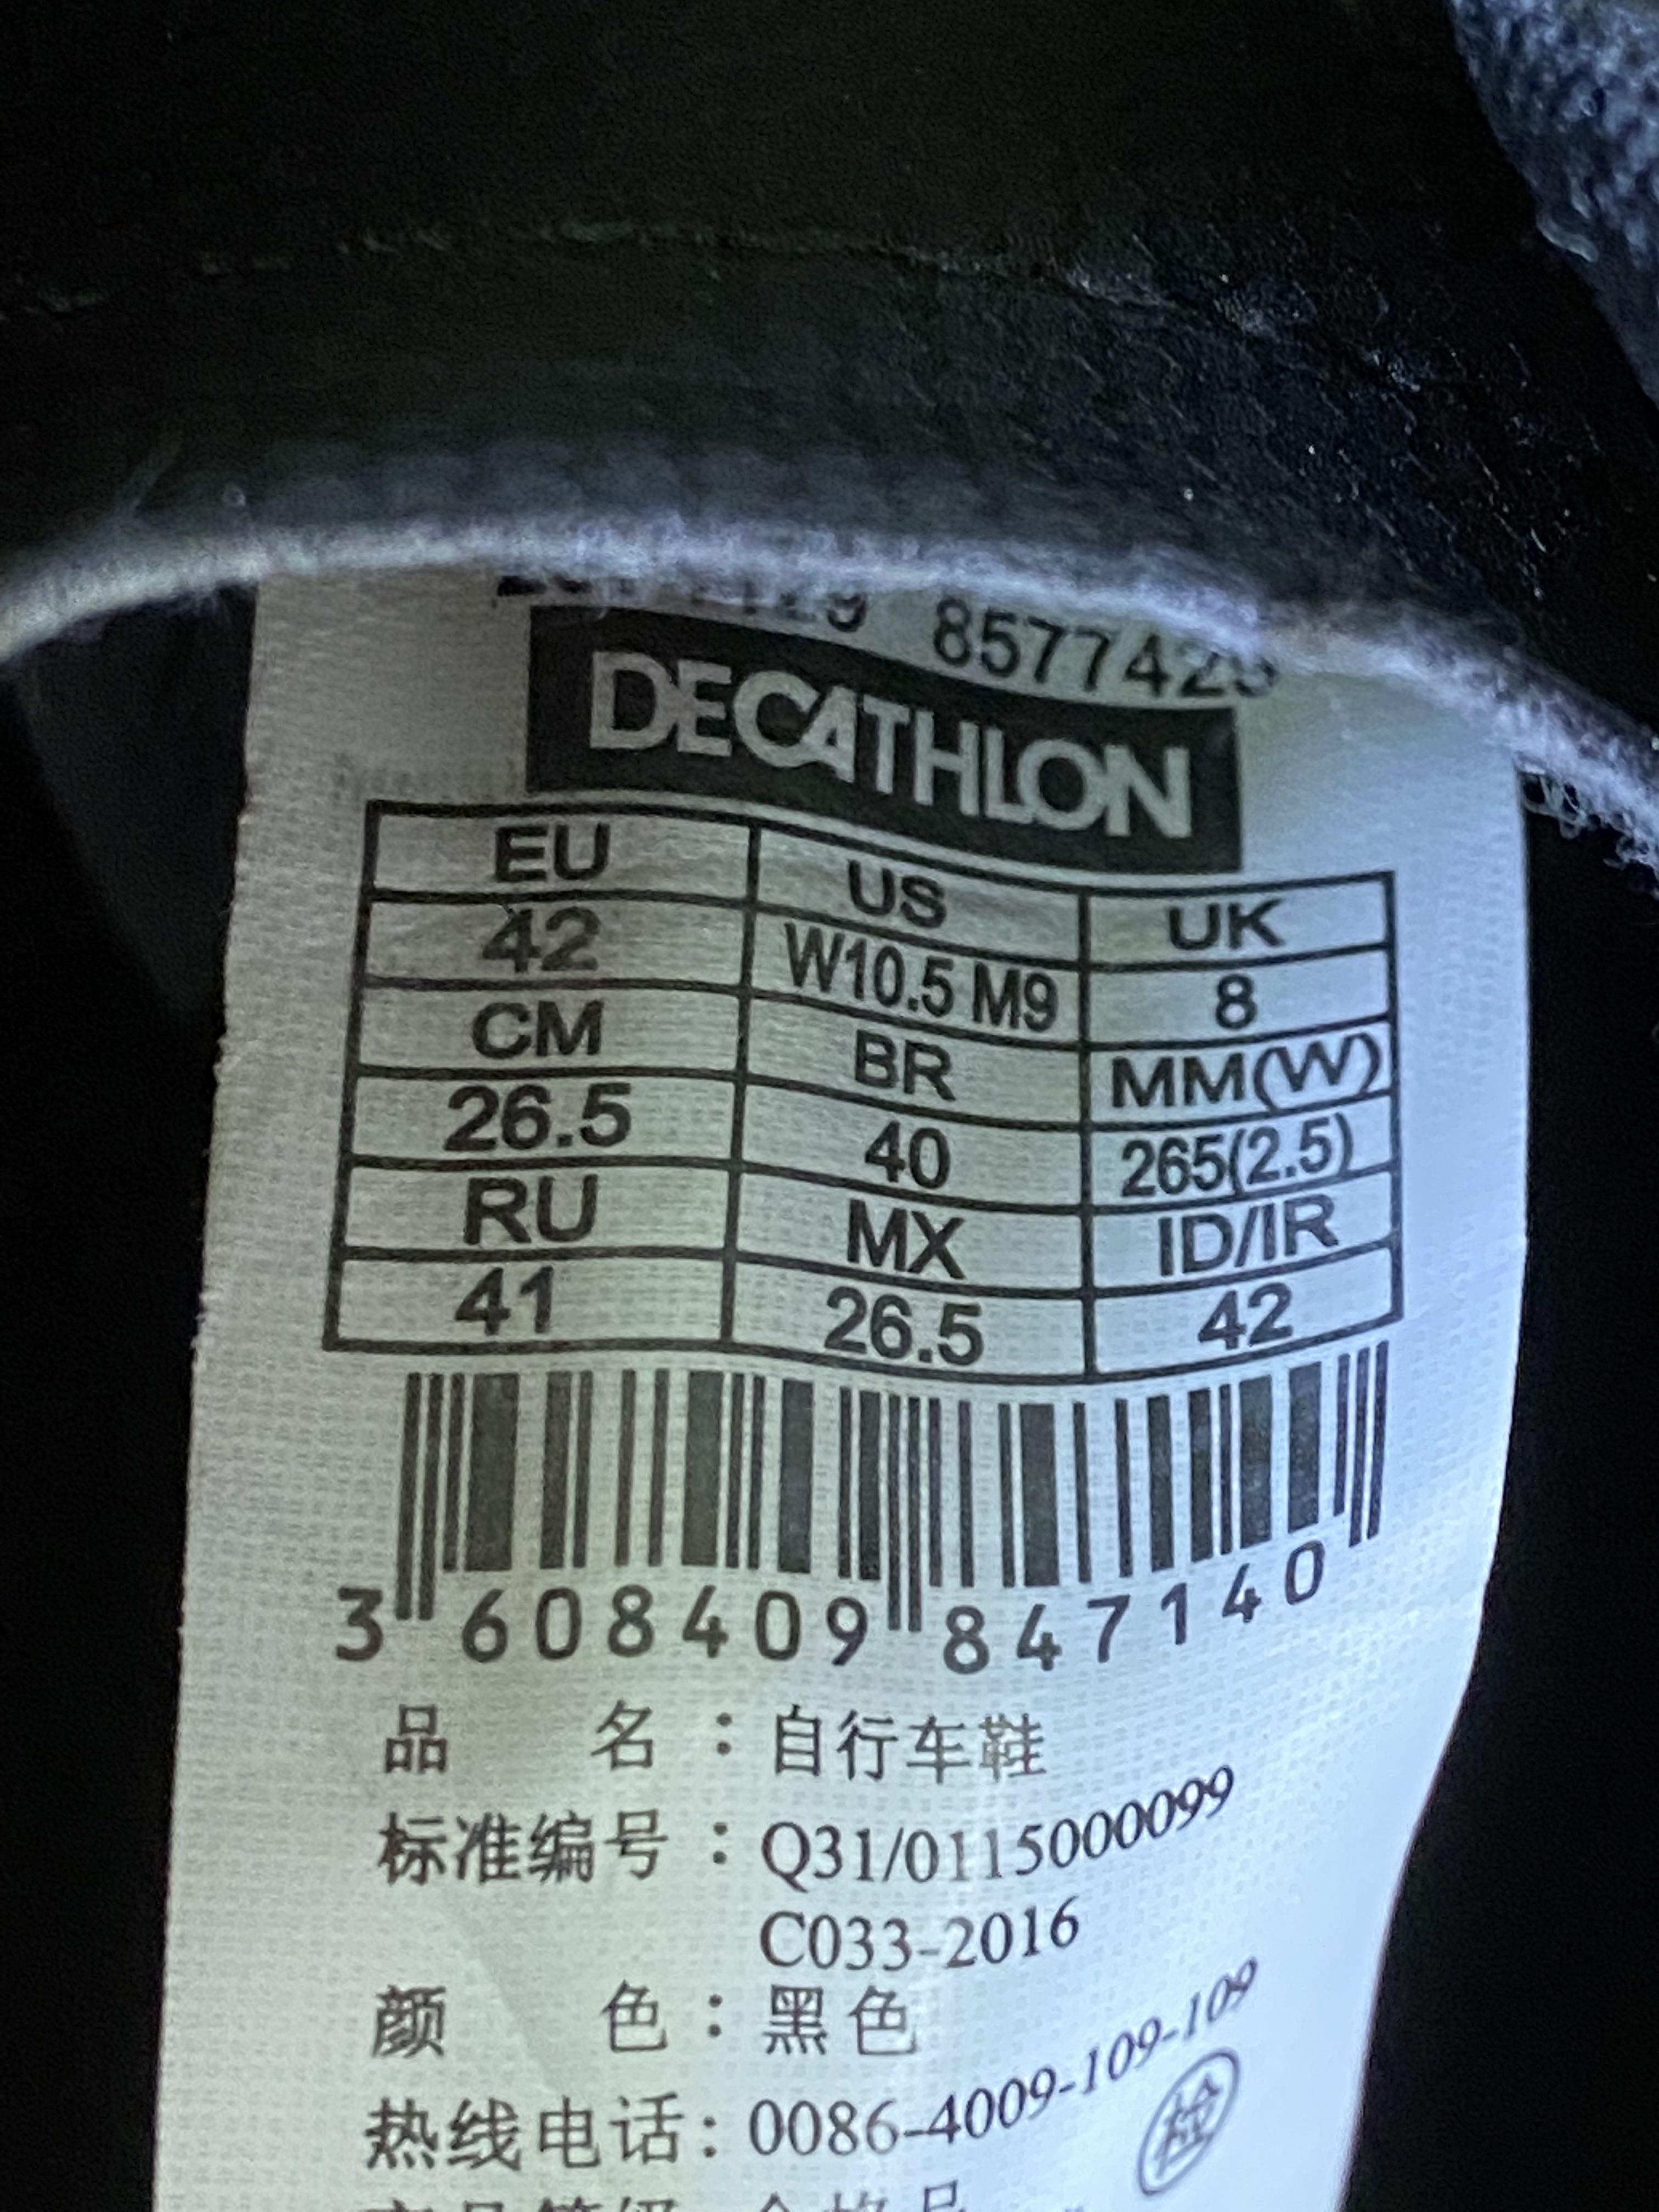 8577423
DECATHLON
EU US UK
42 W10.5 M9 8
CM BR MM(W)
26.5 40 265(2.5)
RU MX ID/IR
41 26.5 42
3 608409 847140
品 名：自行车鞋
标准编号：Q31/0115000099
C033-2016
颜 色：黑色
热线电话：0086-4009-109-109
检